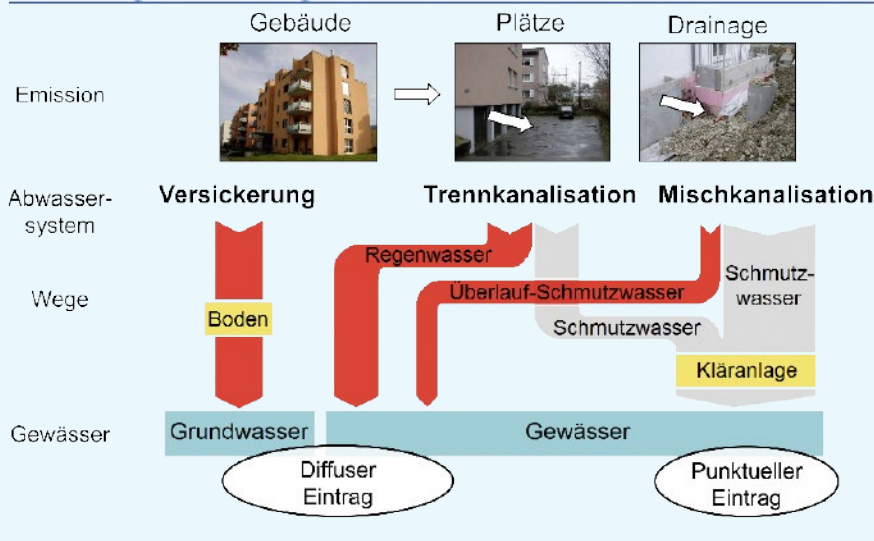 Gebäude
Plätze
Drainage
Emission
Abwasser-
system
Versickerung
Trennkanalisation
Mischkanalisation
Wege
Regenwasser
Überlauf-Schmutzwasser
Schmutz-
wasser
Boden
Schmutzwasser
Kläranlage
Gewässer
Grundwasser
Gewässer
Diffuser
Eintrag
Punktueller
Eintrag